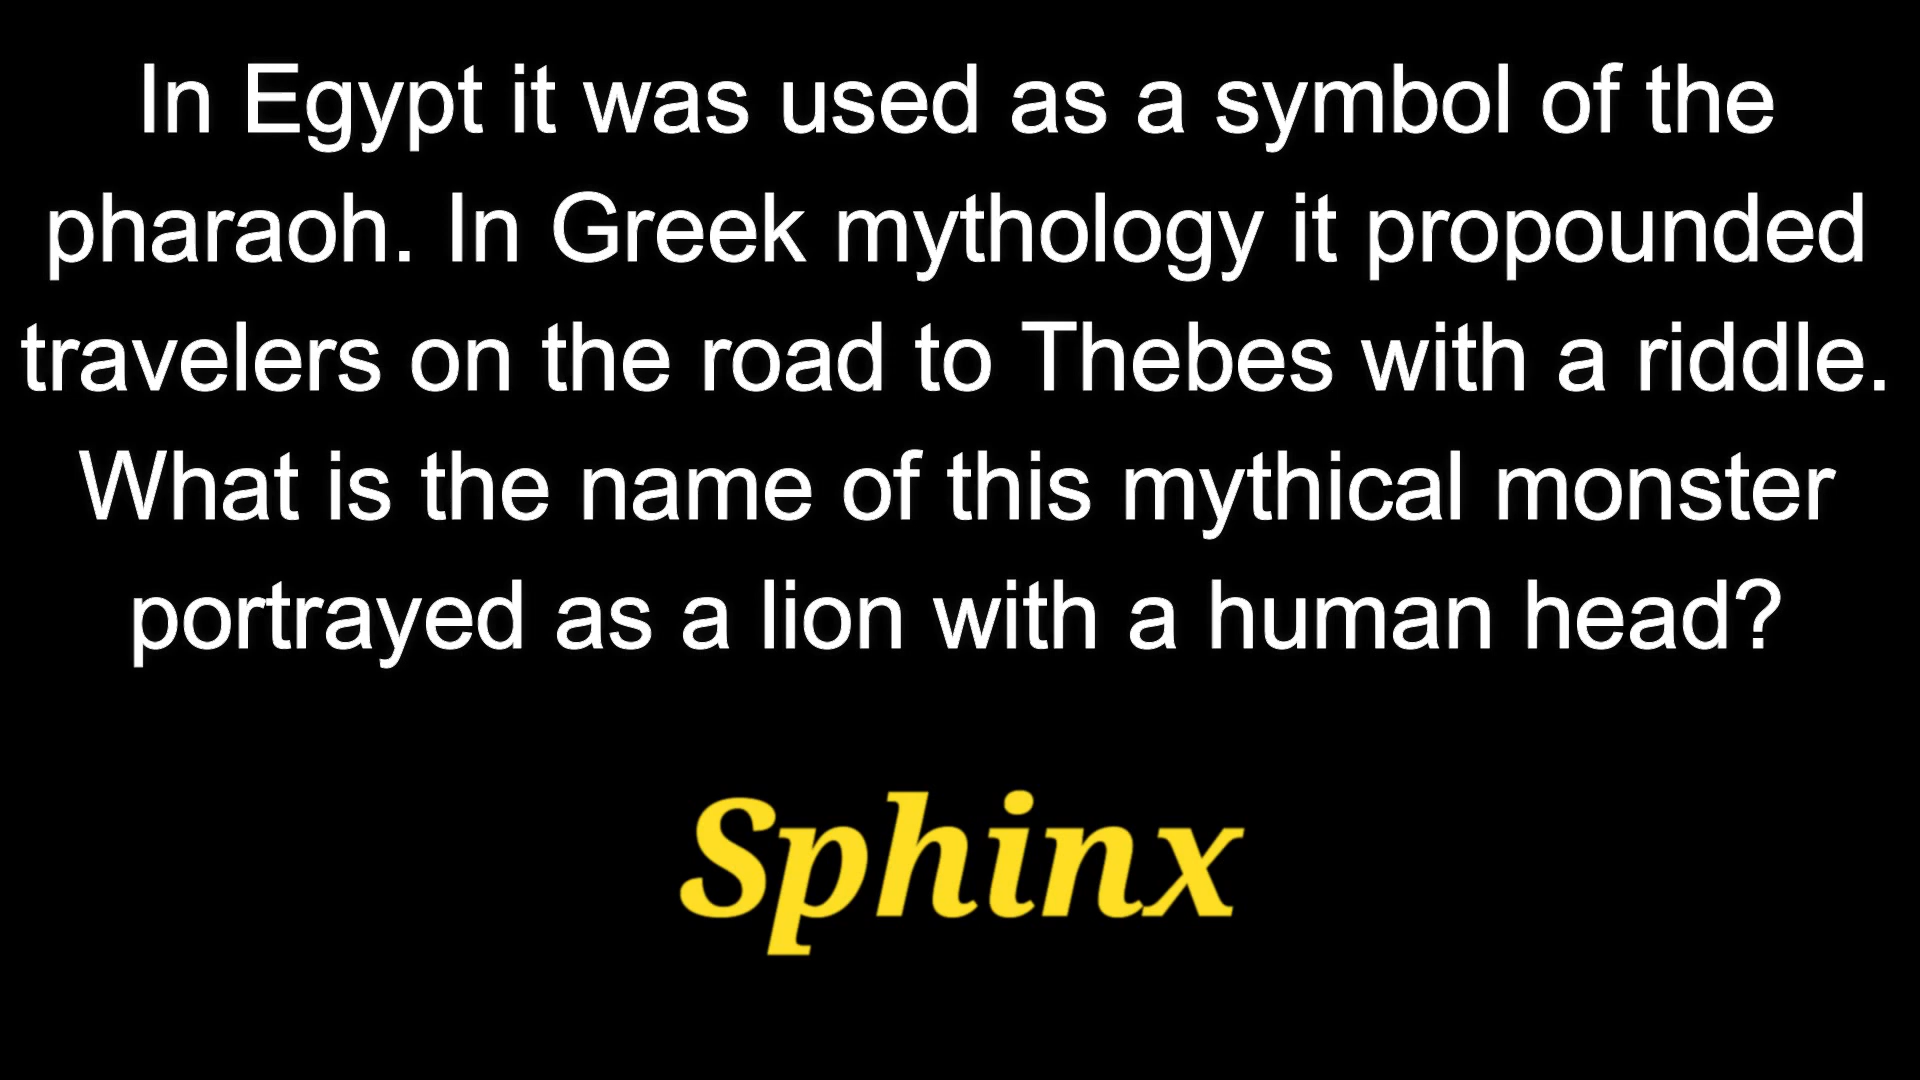 In Egypt it was used as a symbol of the
pharaoh. In Greek mythology it propounded
travelers on the road to Thebes with a riddle.
What is the name of this mythical monster
portrayed as a lion with a human head?
Sphinx